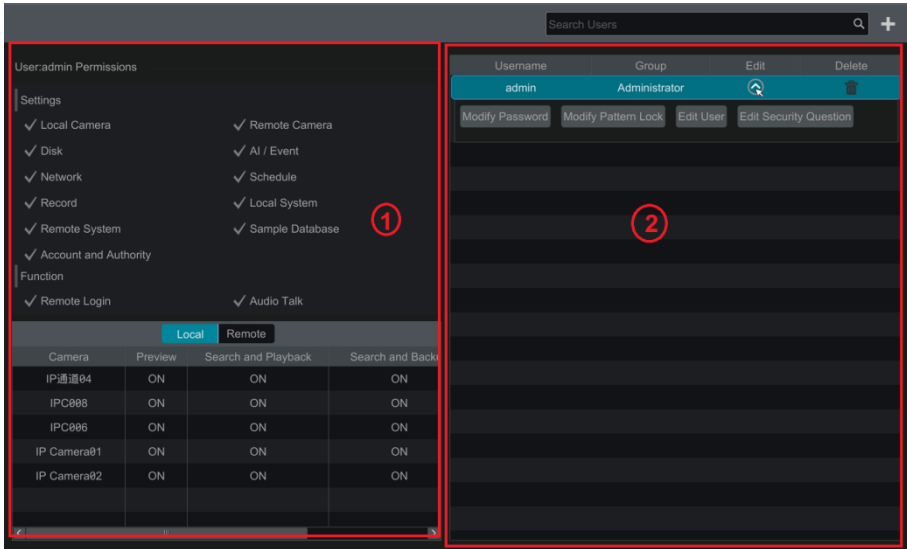 Search Users
User:admin Permissions
Settings
Local Camera Remote Camera
Disk AI / Event
Network Schedule
Record Local System
Remote System Sample Database
Account and Authority
Function
Remote Login Audio Talk
Local Remote
Camera Preview Search and Playback Search and Back
IP通道04 ON ON ON
IPC008 ON ON ON
IPC006 ON ON ON
IP Camera01 ON ON ON
IP Camera02 ON ON ON
1
Username Group Edit Delete
admin Administrator
Modify Password Modify Pattern Lock Edit User Edit Security Question
2